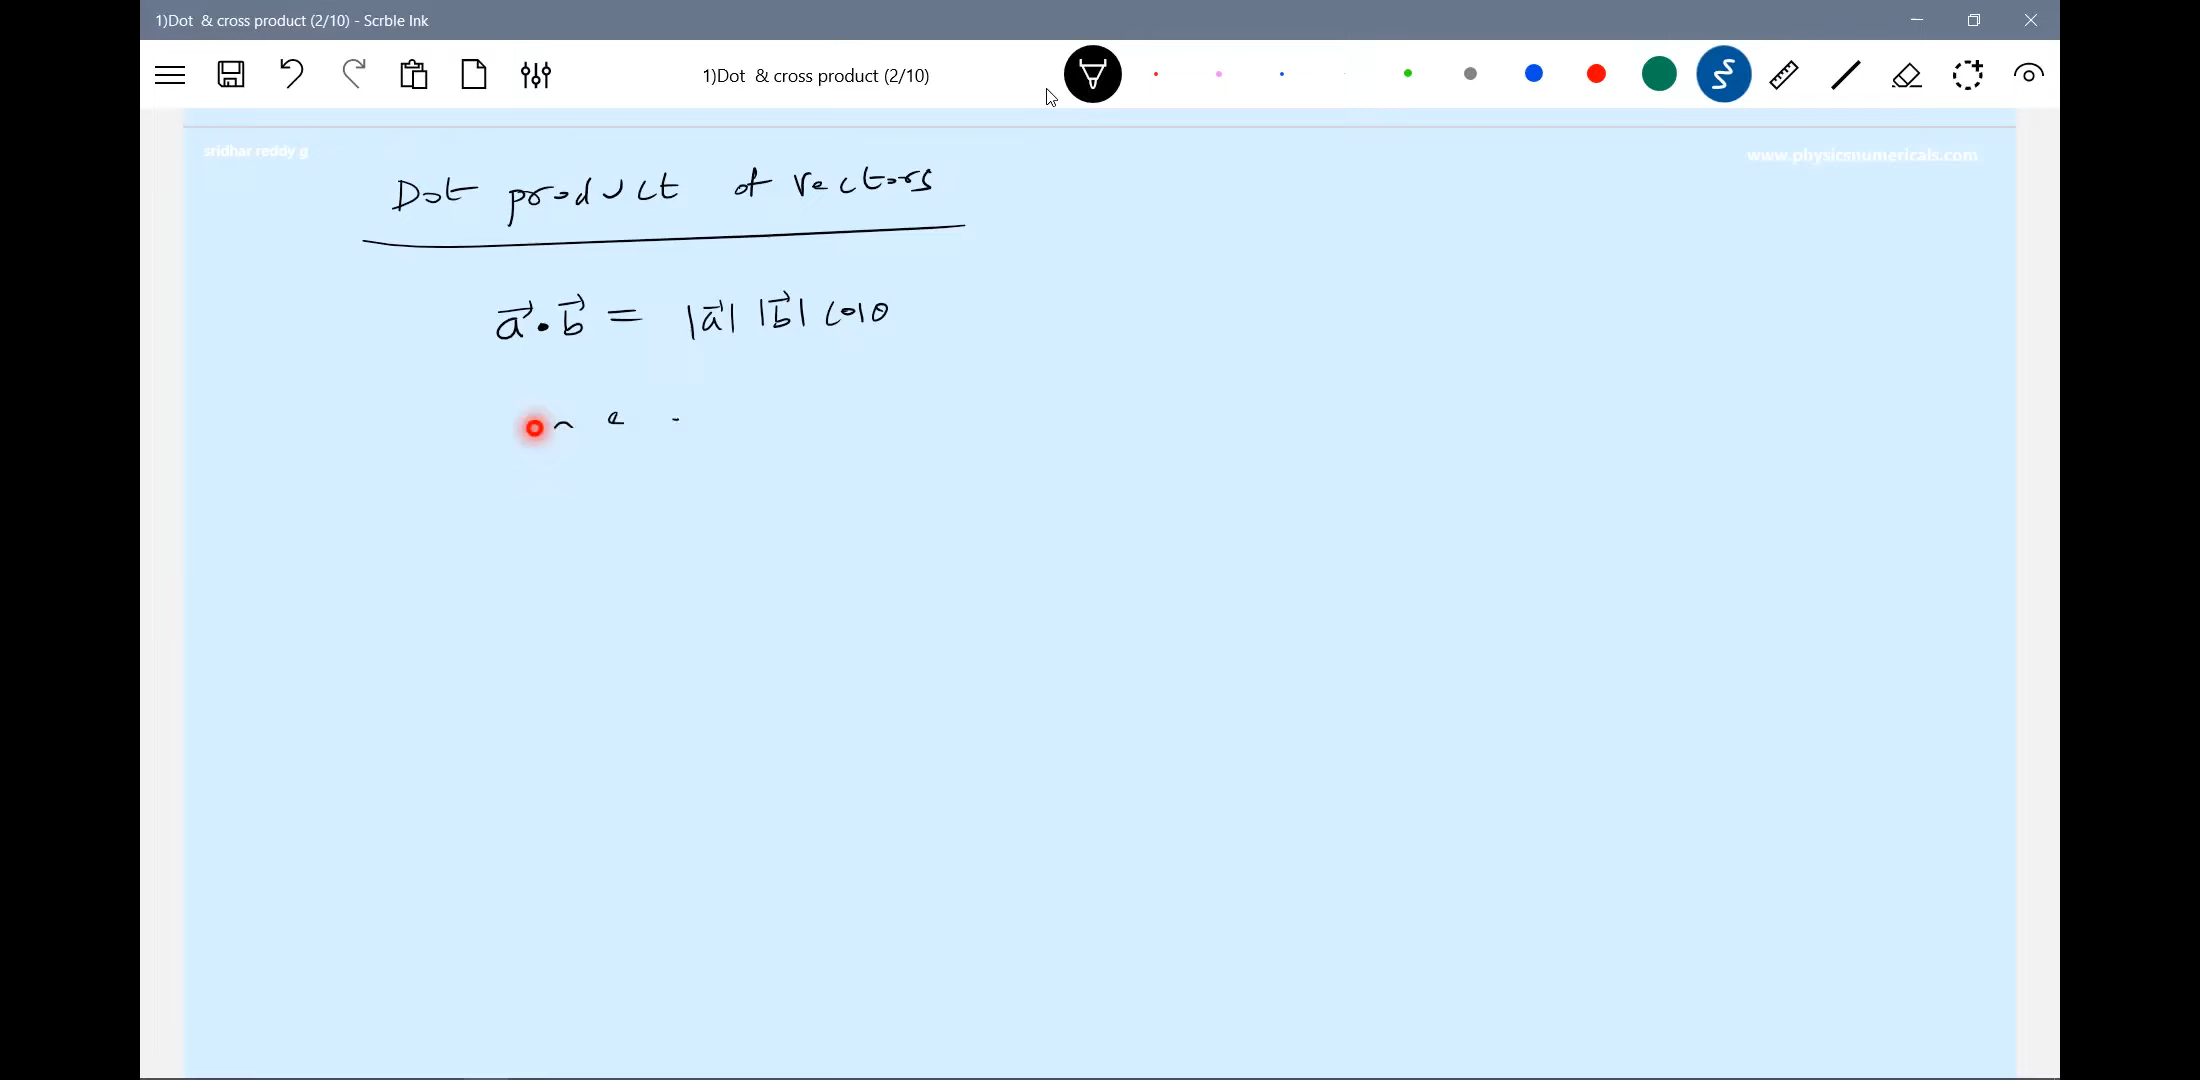 1)Dot & cross product (2/10) - Scrble Ink
1)Dot & cross product (2/10)
sridhar reddy g
www.physicsnumericals.com
Dot product of vectors
a⃗ • b⃗ = |a⃗| |b⃗| cosθ